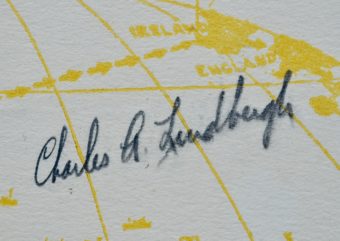 IRELAND
ENGLAND
Charles A. Lindbergh